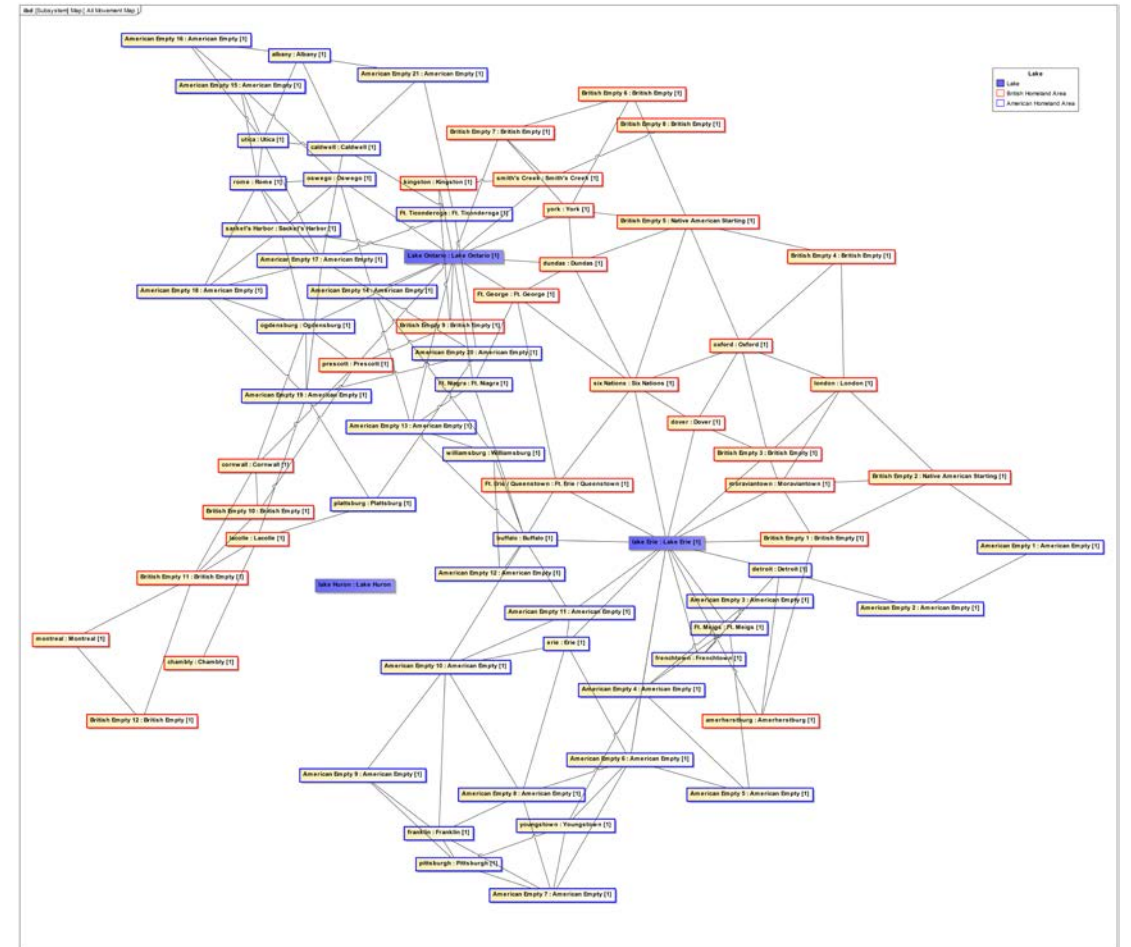 ibd [Subsystem] Map [ All Movement Map ]
American Empty 16 : American Empty [1]
albany : Albany [1]
American Empty 21 : American Empty [1]
American Empty 15 : American Empty [1]
Lake
Lake
British Homeland Area
American Homeland Area
British Empty 6 : British Empty [1]
British Empty 7 : British Empty [1]
British Empty 8 : British Empty [1]
utica : Utica [1]
caldwell : Caldwell [1]
rome : Rome [1]
oswego : Oswego [1]
kingston : Kingston [1]
smith's Creek : Smith's Creek [1]
Ft. Ticonderoga : Ft. Ticonderoga [1]
york : York [1]
British Empty 5 : Native American Starting [1]
sacket's Harbor : Sacket's Harbor [1]
American Empty 17 : American Empty [1]
Lake Ontario : Lake Ontario [1]
dundas : Dundas [1]
British Empty 4 : British Empty [1]
American Empty 18 : American Empty [1]
American Empty 14 : American Empty [1]
Ft. George : Ft. George [1]
ogdensburg : Ogdensburg [1]
British Empty 9 : British Empty [1]
American Empty 20 : American Empty [1]
oxford : Oxford [1]
prescott : Prescott [1]
Ft. Niagra : Ft. Niagra [1]
six Nations : Six Nations [1]
london : London [1]
American Empty 19 : American Empty [1]
American Empty 13 : American Empty [1]
dover : Dover [1]
williamsburg : Williamsburg [1]
British Empty 3 : British Empty [1]
cornwall : Cornwall [1]
British Empty 2 : Native American Starting [1]
Ft. Erie / Queenstown : Ft. Erie / Queenstown [1]
moraviantown : Moraviantown [1]
plattsburg : Plattsburg [1]
British Empty 10 : British Empty [1]
lacolle : Lacolle [1]
buffalo : Buffalo [1]
lake Erie : Lake Erie [1]
British Empty 1 : British Empty [1]
American Empty 1 : American Empty [1]
British Empty 11 : British Empty [1]
lake Huron : Lake Huron
American Empty 12 : American Empty [1]
detroit : Detroit [1]
American Empty 3 : American Empty [1]
American Empty 2 : American Empty [1]
American Empty 11 : American Empty [1]
Ft. Meigs : Ft. Meigs [1]
montreal : Montreal [1]
erie : Erie [1]
chambly : Chambly [1]
American Empty 10 : American Empty [1]
frenchtown : Frenchtown [1]
American Empty 4 : American Empty [1]
British Empty 12 : British Empty [1]
amerherstburg : Amerherstburg [1]
American Empty 6 : American Empty [1]
American Empty 9 : American Empty [1]
American Empty 8 : American Empty [1]
American Empty 5 : American Empty [1]
franklin : Franklin [1]
youngstown : Youngstown [1]
pittsburgh : Pittsburgh [1]
American Empty 7 : American Empty [1]